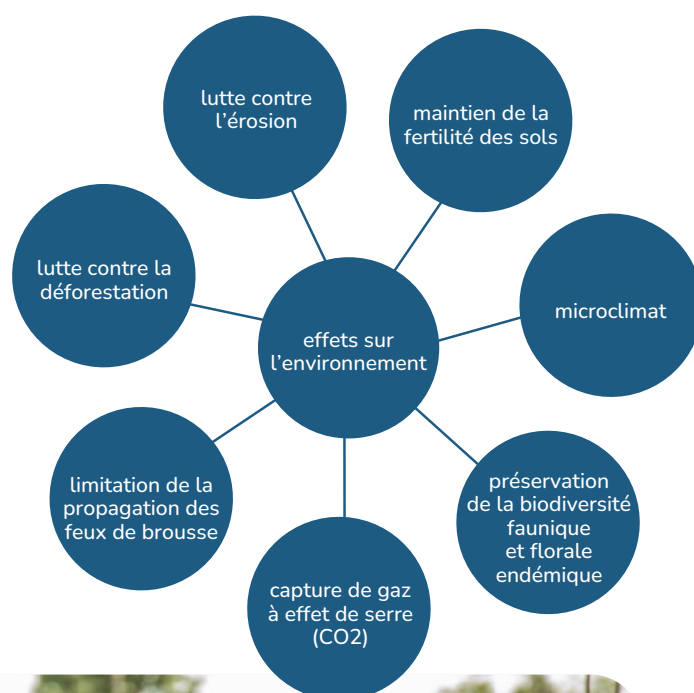 lutte contre
l'érosion
maintien de la
fertilité des sols
lutte contre la
déforestation
microclimat
effets sur
l'environnement
limitation de la
propagation des
feux de brousse
préservation
de la biodiversité
faunique
et florale
endémique
capture de gaz
à effet de serre
(CO2)